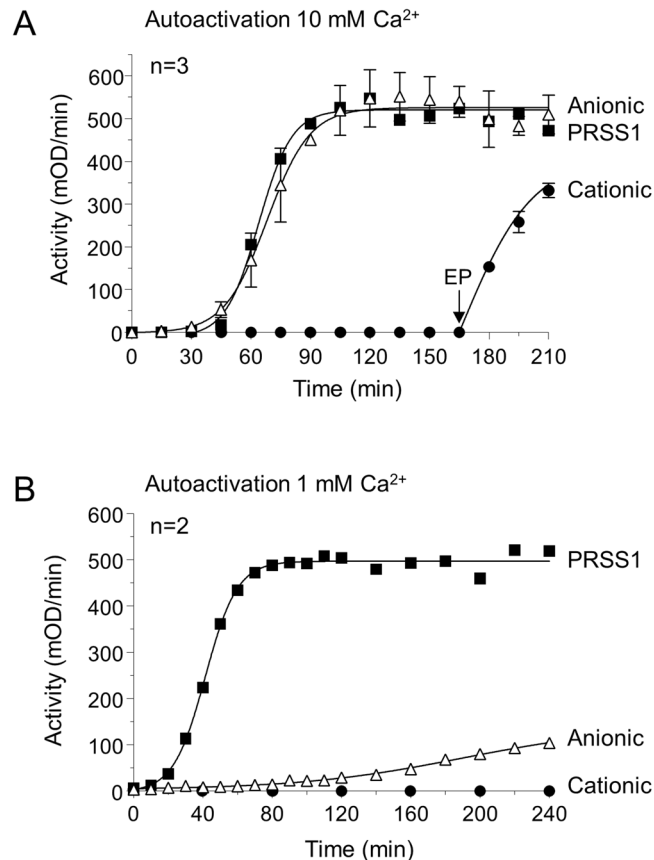 A
Autoactivation 10 mM Ca²⁺
n=3
Activity (mOD/min)
600
500
400
300
200
100
0
Anionic
PRSS1
Cationic
EP
0 30 60 90 120 150 180 210
Time (min)
B
Autoactivation 1 mM Ca²⁺
n=2
Activity (mOD/min)
600
500
400
300
200
100
0
PRSS1
Anionic
Cationic
0 40 80 120 160 200 240
Time (min)